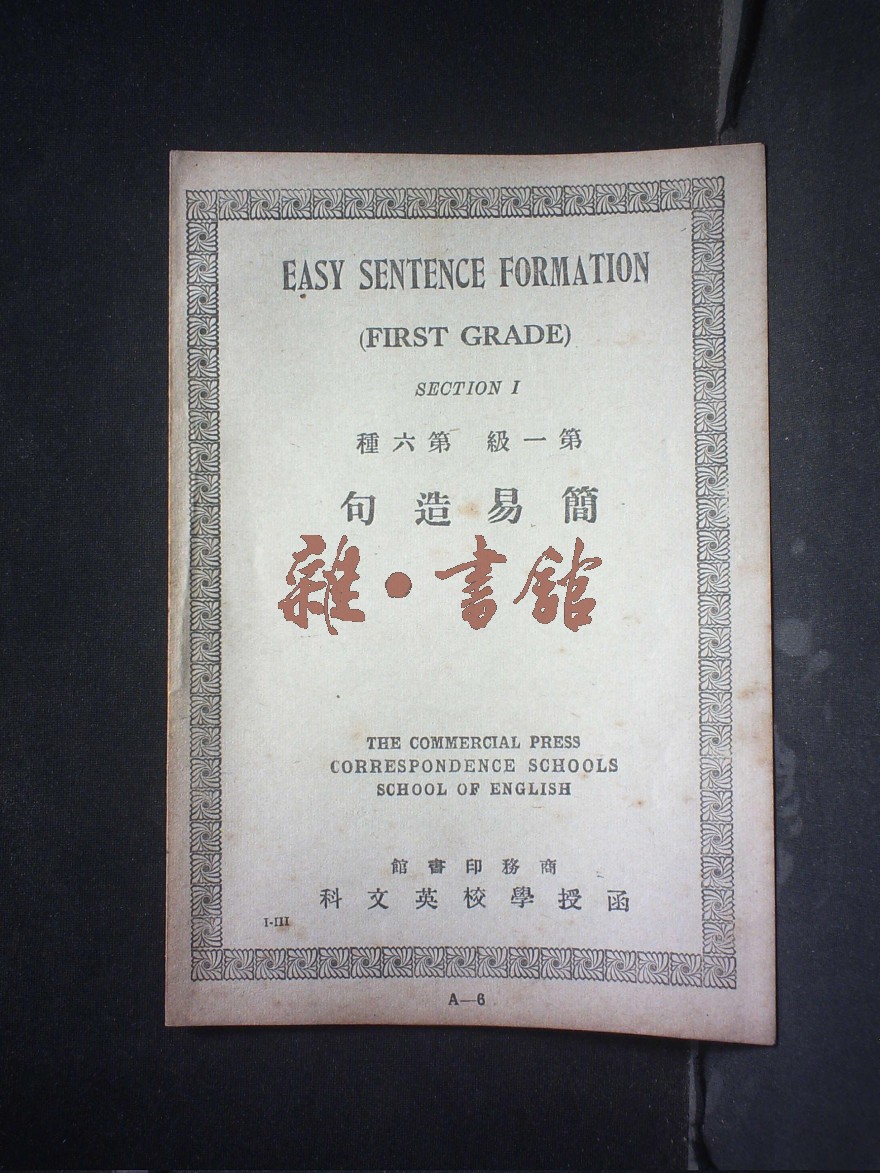 EASY SENTENCE FORMATION
(FIRST GRADE)
SECTION I
第一級 第六種
簡易造句
雜•書舘
THE COMMERCIAL PRESS
CORRESPONDENCE SCHOOLS
SCHOOL OF ENGLISH
商務印書館
函授學校英文科
I-III
A—6